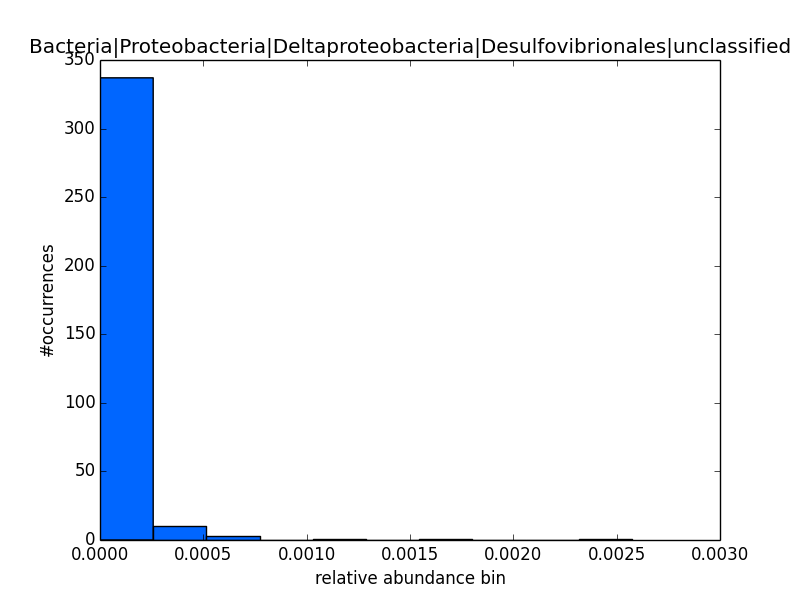 Bacteria|Proteobacteria|Deltaproteobacteria|Desulfovibrionales|unclassified
350
300
250
200
150
100
50
0
#occurrences
0.0000 0.0005 0.0010 0.0015 0.0020 0.0025 0.0030
relative abundance bin